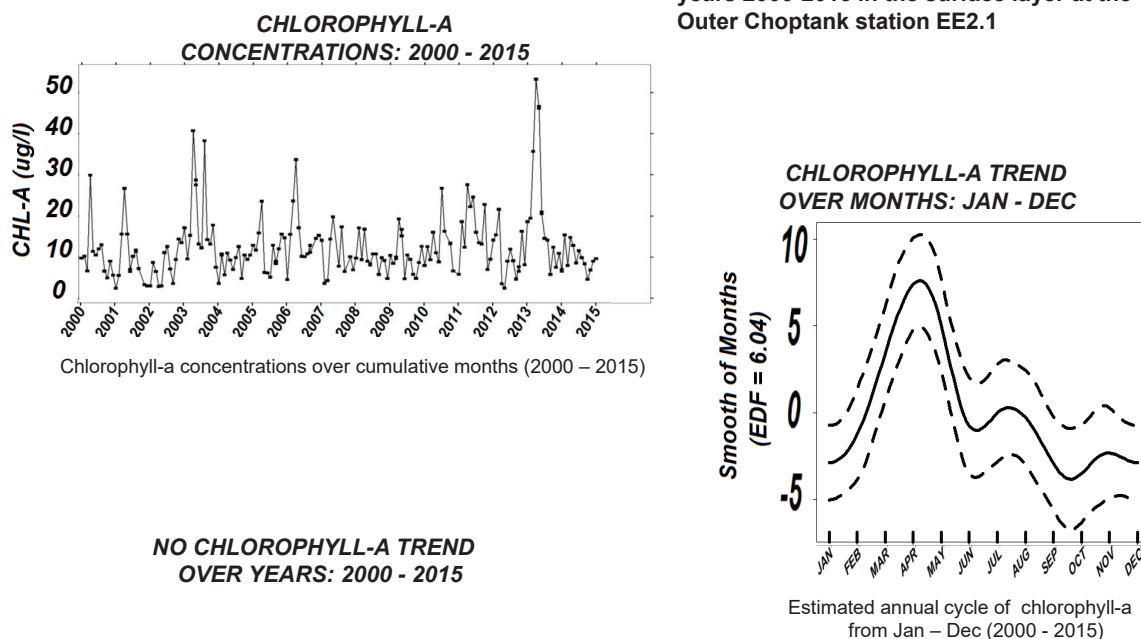 years 2000-2015 in the surface layer at the
Outer Choptank station EE2.1
CHLOROPHYLL-A
CONCENTRATIONS: 2000 - 2015
CHL-A (ug/l)
50
40
30
20
10
0
2000
2001
2002
2003
2004
2005
2006
2007
2008
2009
2010
2011
2012
2013
2014
2015
Chlorophyll-a concentrations over cumulative months (2000 – 2015)
NO CHLOROPHYLL-A TREND
OVER YEARS: 2000 - 2015
CHLOROPHYLL-A TREND
OVER MONTHS: JAN - DEC
Smooth of Months
(EDF = 6.04)
10
5
0
-5
JAN
FEB
MAR
APR
MAY
JUN
JUL
AUG
SEP
OCT
NOV
DEC
Estimated annual cycle of chlorophyll-a
from Jan – Dec (2000 - 2015)